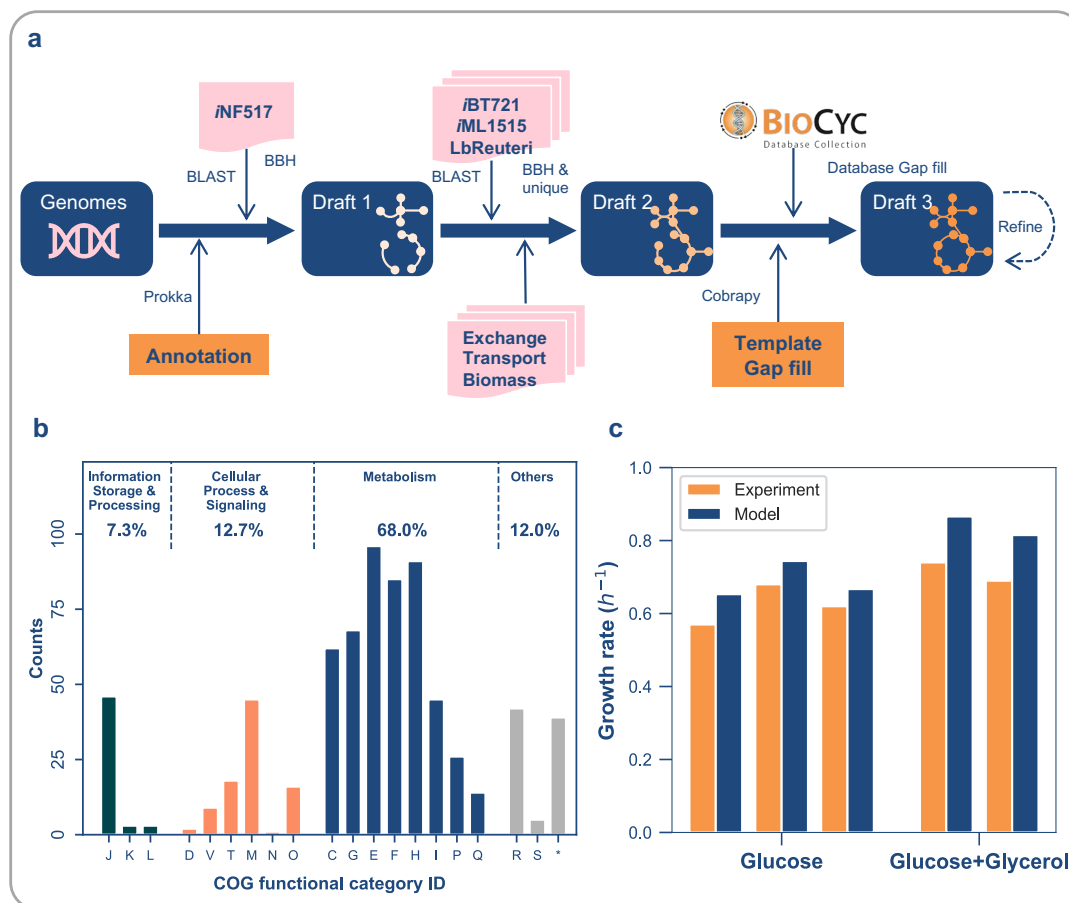 a
iNF517
BLAST
BBH
iBT721
iML1515
LbReuteri
BLAST
BBH &
unique
BIOCYC
Database Collection
Database Gap fill
Genomes
Draft 1
Draft 2
Draft 3
Refine
Prokka
Annotation
Exchange
Transport
Biomass
Cobrapy
Template
Gap fill
b
Information
Storage &
Processing
7.3%
Cellular
Process &
Signaling
12.7%
Metabolism
68.0%
Others
12.0%
Counts
100
75
50
25
0
J K L D V T M N O C G E F H I P Q R S *
COG functional category ID
c
Growth rate (h⁻¹)
1.0
0.8
0.6
0.4
0.2
0.0
Experiment
Model
Glucose
Glucose+Glycerol